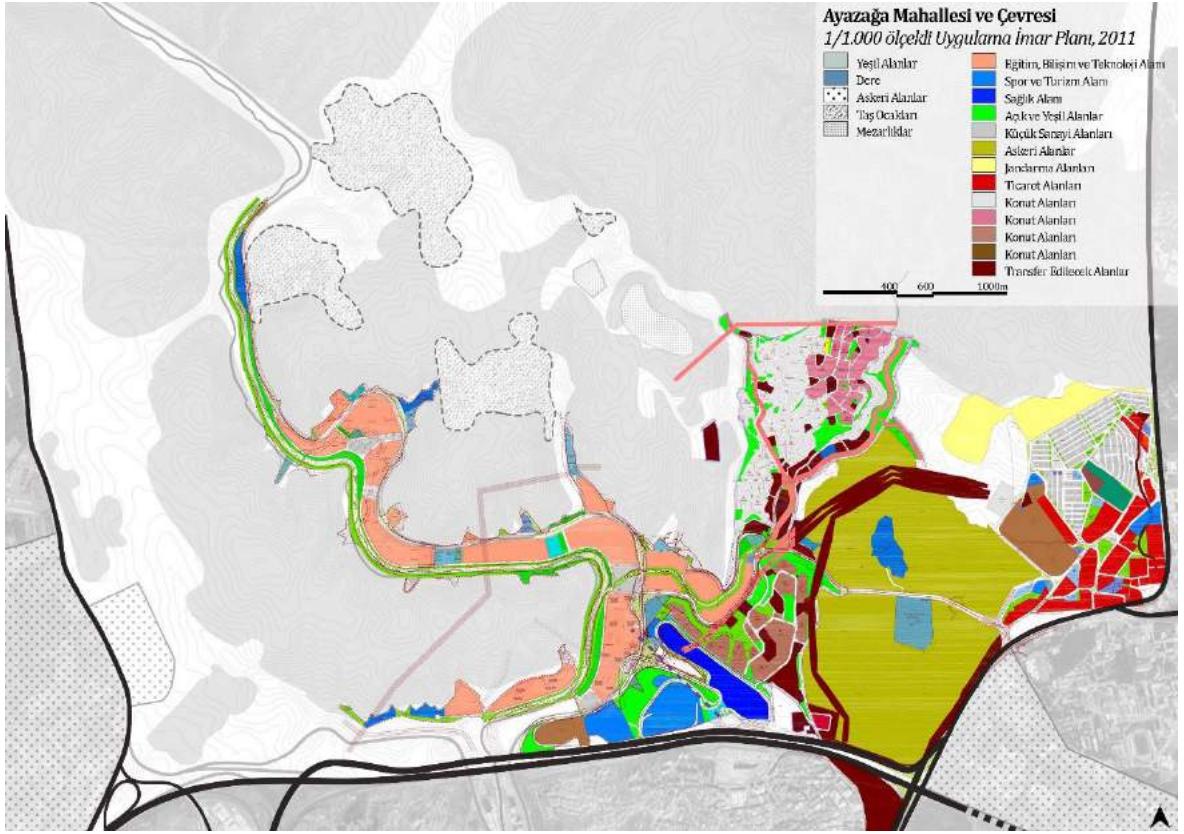 Ayazağa Mahallesi ve Çevresi
1/1.000 ölçekli Uygulama İmar Planı, 2011
Yeşil Alanlar
Dere
Askeri Alanlar
Taş Ocakları
Mezarlıklar
Eğitim, Bilişim ve Teknoloji Alanı
Spor ve Turizm Alanı
Sağlık Alanı
Açık ve Yeşil Alanlar
Küçük Sanayi Alanları
Askeri Alanlar
Jandarma Alanları
Ticaret Alanları
Konut Alanları
Konut Alanları
Konut Alanları
Konut Alanları
Transfer Edilecek Alanlar
400 600 1000m